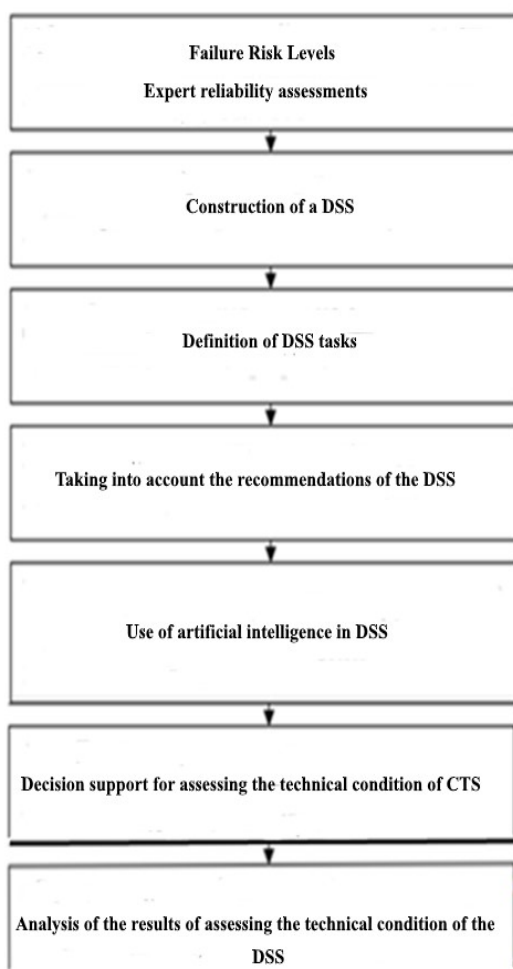 Failure Risk Levels
Expert reliability assessments
Construction of a DSS
Definition of DSS tasks
Taking into account the recommendations of the DSS
Use of artificial intelligence in DSS
Decision support for assessing the technical condition of CTS
Analysis of the results of assessing the technical condition of the
DSS